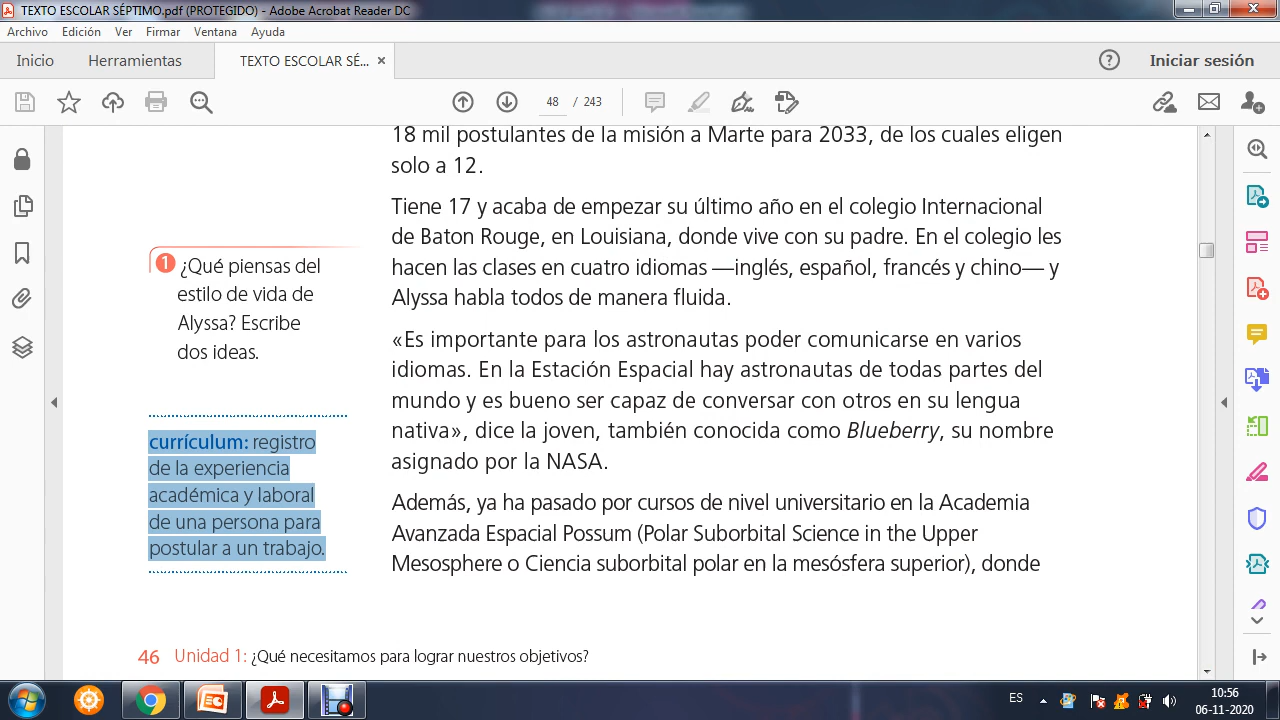 TEXTO ESCOLAR SÉPTIMO.pdf (PROTEGIDO) - Adobe Acrobat Reader DC
Archivo Edición Ver Firmar Ventana Ayuda
Inicio Herramientas TEXTO ESCOLAR SÉ... × Iniciar sesión
48 / 243
18 mil postulantes de la misión a Marte para 2033, de los cuales eligen
solo a 12.
Tiene 17 y acaba de empezar su último año en el colegio Internacional
de Baton Rouge, en Louisiana, donde vive con su padre. En el colegio les
hacen las clases en cuatro idiomas —inglés, español, francés y chino— y
Alyssa habla todos de manera fluida.
1 ¿Qué piensas del
estilo de vida de
Alyssa? Escribe
dos ideas.
«Es importante para los astronautas poder comunicarse en varios
idiomas. En la Estación Espacial hay astronautas de todas partes del
mundo y es bueno ser capaz de conversar con otros en su lengua
nativa», dice la joven, también conocida como Blueberry, su nombre
asignado por la NASA.
currículum: registro
de la experiencia
académica y laboral
de una persona para
postular a un trabajo.
Además, ya ha pasado por cursos de nivel universitario en la Academia
Avanzada Espacial Possum (Polar Suborbital Science in the Upper
Mesosphere o Ciencia suborbital polar en la mesósfera superior), donde
46 Unidad 1: ¿Qué necesitamos para lograr nuestros objetivos?
ES 10:56
06-11-2020